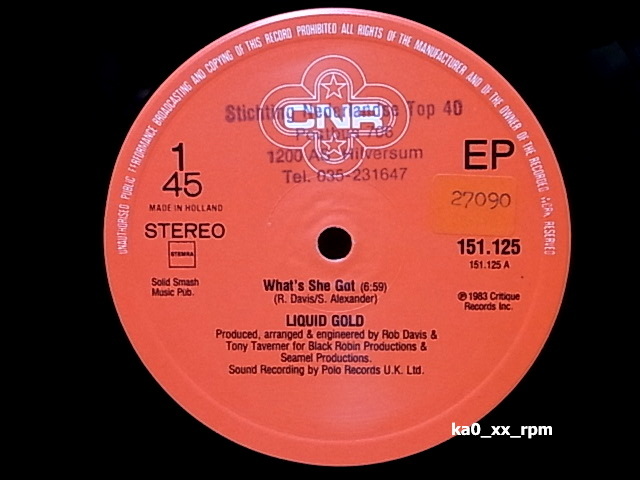 UNAUTHORISED PUBLIC PERFORMANCE BROADCASTING AND COPYING OF THIS RECORD PROHIBITED ALL RIGHTS OF THE MANUFACTURER AND OF THE OWNER OF THE RECORDED WORK RESERVED
CNR
Stichting Nederlandse Top 40
Postbus 706
1200 AS Hilversum
Tel. 035-231647
1
45
MADE IN HOLLAND
STEREO
STEMRA
Solid Smash
Music Pub.
EP
27090
151.125
151.125 A
℗ 1983 Critique
Records Inc.
What's She Got (6:59)
(R. Davis/S. Alexander)
LIQUID GOLD
Produced, arranged & engineered by Rob Davis &
Tony Taverner for Black Robin Productions &
Seamel Productions.
Sound Recording by Polo Records U.K. Ltd.
ka0_xx_rpm